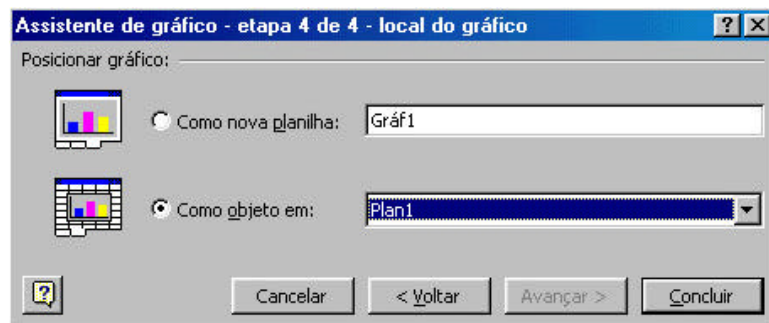 Assistente de gráfico - etapa 4 de 4 - local do gráfico
Posicionar gráfico:
Como nova planilha: Gráf1
Como objeto em: Plan1
Cancelar < Voltar Avançar > Concluir